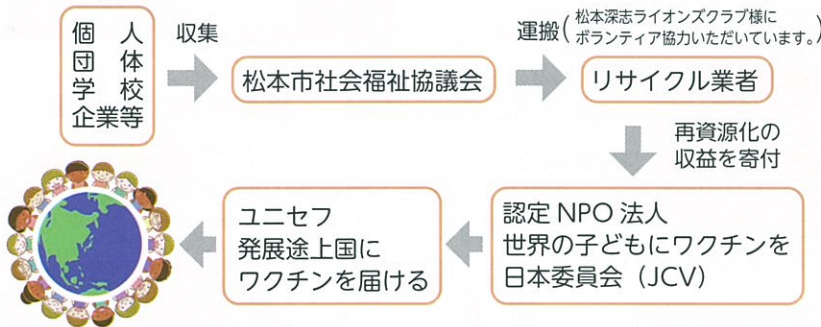 個人
団体
学校
企業等
収集
松本市社会福祉協議会
運搬(松本深志ライオンズクラブ様に
ボランティア協力いただいています。)
リサイクル業者
再資源化の
収益を寄付
認定 NPO 法人
世界の子どもにワクチンを
日本委員会（JCV）
ユニセフ
発展途上国に
ワクチンを届ける